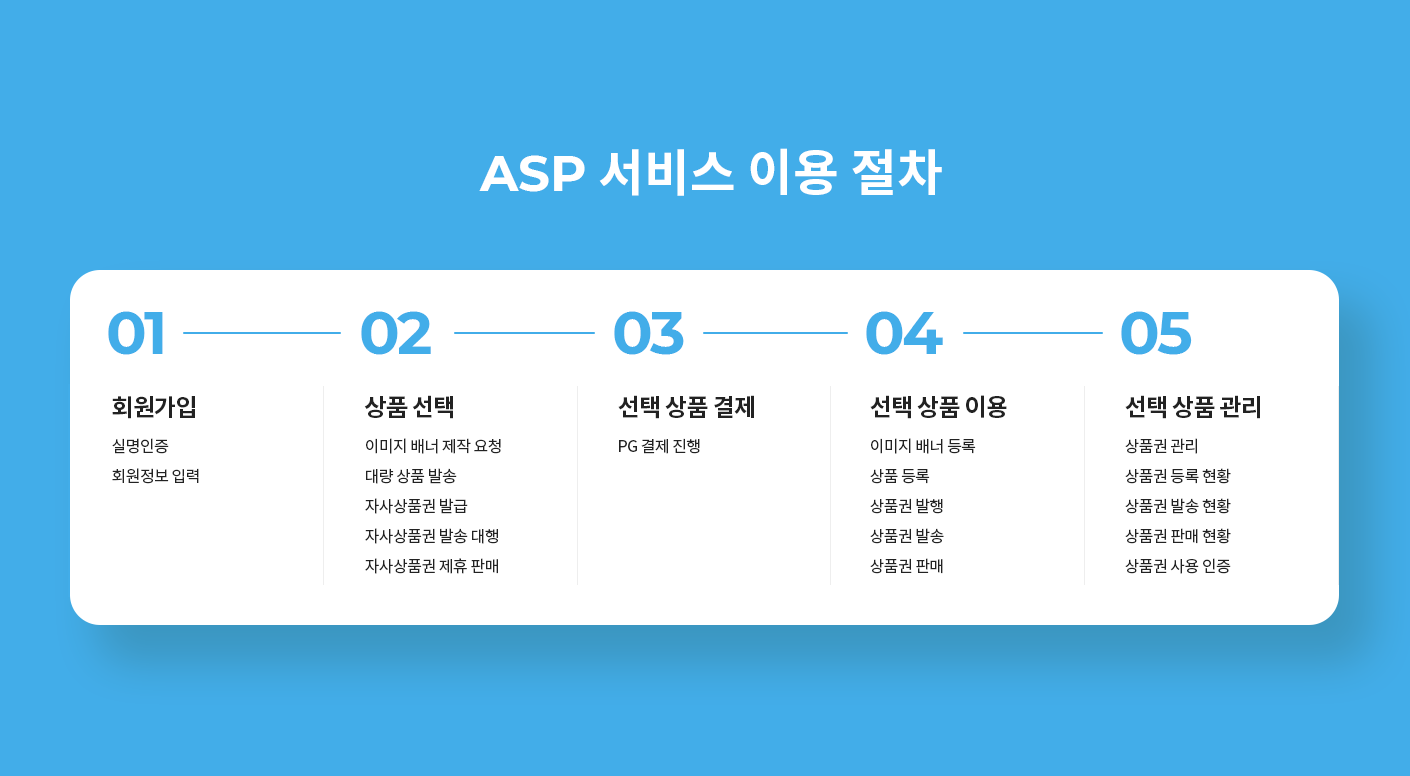 ASP 서비스 이용 절차
01
회원가입
실명인증
회원정보 입력
02
상품 선택
이미지 배너 제작 요청
대량 상품 발송
자사상품권 발급
자사상품권 발송 대행
자사상품권 제휴 판매
03
선택 상품 결제
PG 결제 진행
04
선택 상품 이용
이미지 배너 등록
상품 등록
상품권 발행
상품권 발송
상품권 판매
05
선택 상품 관리
상품권 관리
상품권 등록 현황
상품권 발송 현황
상품권 판매 현황
상품권 사용 인증